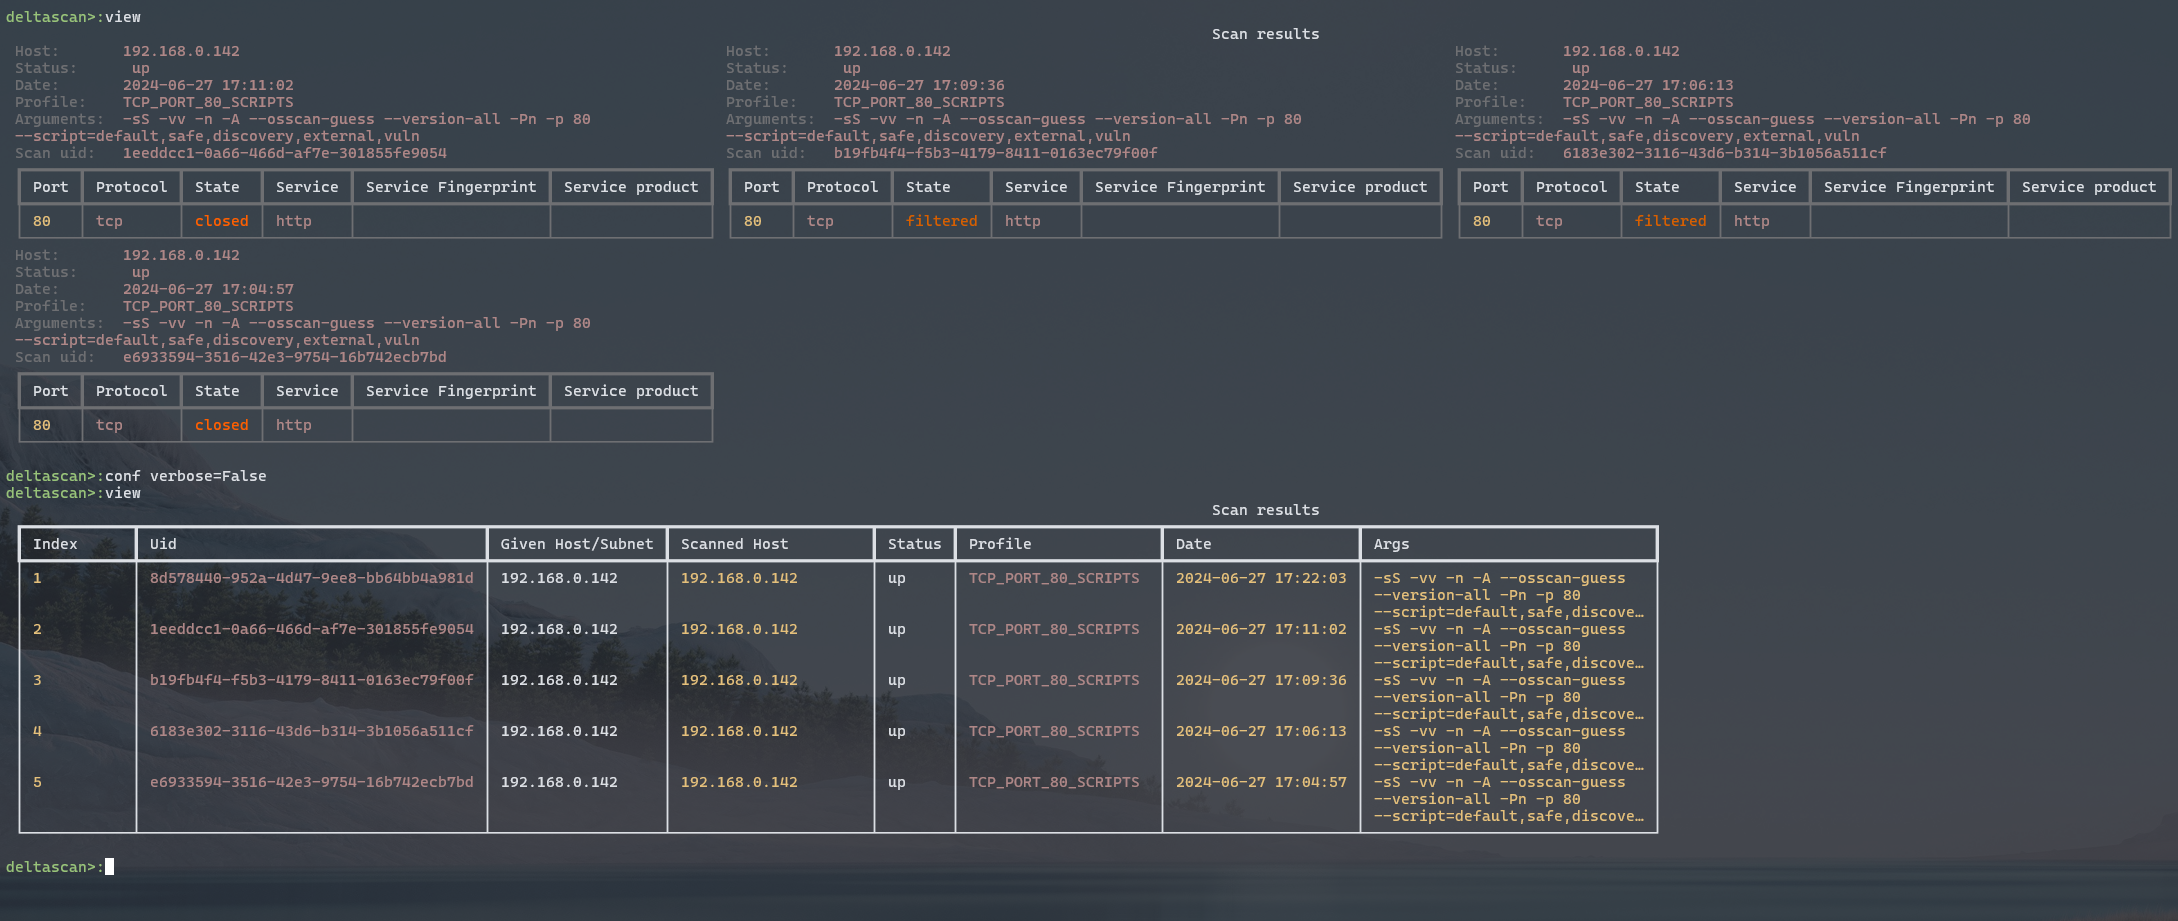 deltascan>:view
Scan results
Host: 192.168.0.142
Status: up
Date: 2024-06-27 17:11:02
Profile: TCP_PORT_80_SCRIPTS
Arguments: -sS -vv -n -A --osscan-guess --version-all -Pn -p 80
--script=default,safe,discovery,external,vuln
Scan uid: 1eeddcc1-0a66-466d-af7e-301855fe9054
Port Protocol State Service Service Fingerprint Service product
80 tcp closed http
Host: 192.168.0.142
Status: up
Date: 2024-06-27 17:09:36
Profile: TCP_PORT_80_SCRIPTS
Arguments: -sS -vv -n -A --osscan-guess --version-all -Pn -p 80
--script=default,safe,discovery,external,vuln
Scan uid: b19fb4f4-f5b3-4179-8411-0163ec79f00f
Port Protocol State Service Service Fingerprint Service product
80 tcp filtered http
Host: 192.168.0.142
Status: up
Date: 2024-06-27 17:06:13
Profile: TCP_PORT_80_SCRIPTS
Arguments: -sS -vv -n -A --osscan-guess --version-all -Pn -p 80
--script=default,safe,discovery,external,vuln
Scan uid: 6183e302-3116-43d6-b314-3b1056a511cf
Port Protocol State Service Service Fingerprint Service product
80 tcp filtered http
Host: 192.168.0.142
Status: up
Date: 2024-06-27 17:04:57
Profile: TCP_PORT_80_SCRIPTS
Arguments: -sS -vv -n -A --osscan-guess --version-all -Pn -p 80
--script=default,safe,discovery,external,vuln
Scan uid: e6933594-3516-42e3-9754-16b742ecb7bd
Port Protocol State Service Service Fingerprint Service product
80 tcp closed http
deltascan>:conf verbose=False
deltascan>:view
Scan results
Index Uid Given Host/Subnet Scanned Host Status Profile Date Args
1 8d578440-952a-4d47-9ee8-bb64bb4a981d 192.168.0.142 192.168.0.142 up TCP_PORT_80_SCRIPTS 2024-06-27 17:22:03 -sS -vv -n -A --osscan-guess
--version-all -Pn -p 80
--script=default,safe,discove…
2 1eeddcc1-0a66-466d-af7e-301855fe9054 192.168.0.142 192.168.0.142 up TCP_PORT_80_SCRIPTS 2024-06-27 17:11:02 -sS -vv -n -A --osscan-guess
--version-all -Pn -p 80
--script=default,safe,discove…
3 b19fb4f4-f5b3-4179-8411-0163ec79f00f 192.168.0.142 192.168.0.142 up TCP_PORT_80_SCRIPTS 2024-06-27 17:09:36 -sS -vv -n -A --osscan-guess
--version-all -Pn -p 80
--script=default,safe,discove…
4 6183e302-3116-43d6-b314-3b1056a511cf 192.168.0.142 192.168.0.142 up TCP_PORT_80_SCRIPTS 2024-06-27 17:06:13 -sS -vv -n -A --osscan-guess
--version-all -Pn -p 80
--script=default,safe,discove…
5 e6933594-3516-42e3-9754-16b742ecb7bd 192.168.0.142 192.168.0.142 up TCP_PORT_80_SCRIPTS 2024-06-27 17:04:57 -sS -vv -n -A --osscan-guess
--version-all -Pn -p 80
--script=default,safe,discove…
deltascan>: